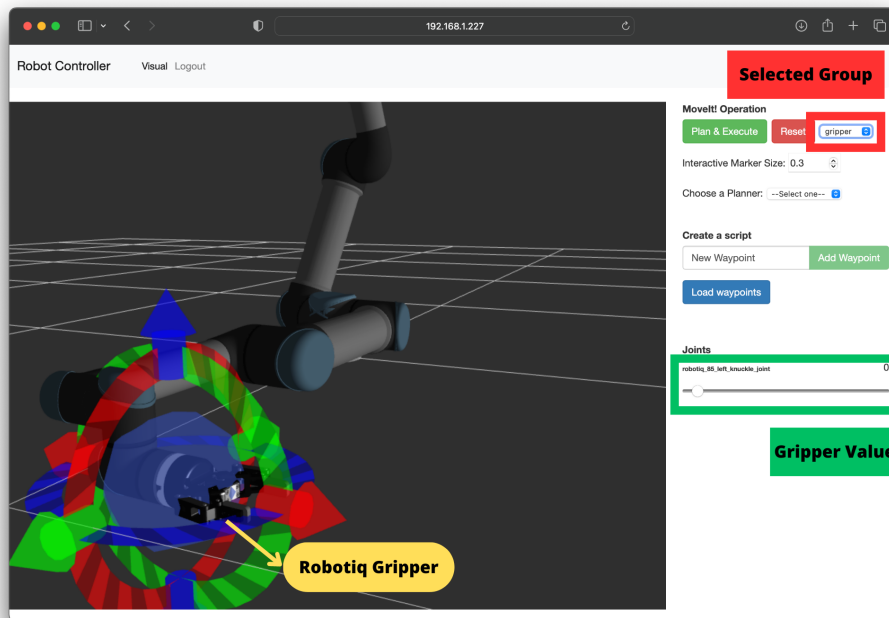 192.168.1.227
Robot Controller Visual Logout
Selected Group
MoveIt! Operation
Plan & Execute Reset gripper
Interactive Marker Size: 0.3
Choose a Planner: --Select one--
Create a script
New Waypoint Add Waypoint
Load waypoints
Joints
robotiq_85_left_knuckle_joint 0
Gripper Value
Robotiq Gripper